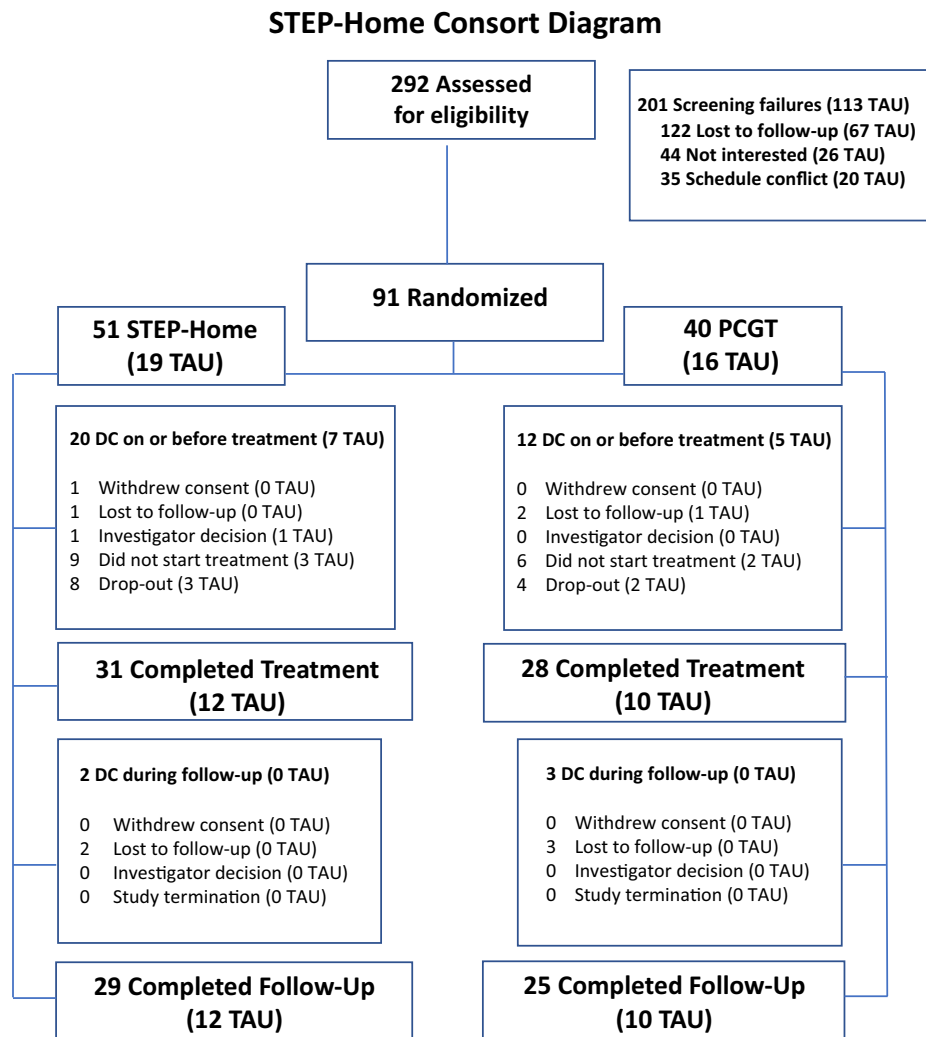 STEP-Home Consort Diagram
292 Assessed
for eligibility
201 Screening failures (113 TAU)
122 Lost to follow-up (67 TAU)
44 Not interested (26 TAU)
35 Schedule conflict (20 TAU)
91 Randomized
51 STEP-Home
(19 TAU)
40 PCGT
(16 TAU)
20 DC on or before treatment (7 TAU)
1 Withdrew consent (0 TAU)
1 Lost to follow-up (0 TAU)
1 Investigator decision (1 TAU)
9 Did not start treatment (3 TAU)
8 Drop-out (3 TAU)
12 DC on or before treatment (5 TAU)
0 Withdrew consent (0 TAU)
2 Lost to follow-up (1 TAU)
0 Investigator decision (0 TAU)
6 Did not start treatment (2 TAU)
4 Drop-out (2 TAU)
31 Completed Treatment
(12 TAU)
28 Completed Treatment
(10 TAU)
2 DC during follow-up (0 TAU)
0 Withdrew consent (0 TAU)
2 Lost to follow-up (0 TAU)
0 Investigator decision (0 TAU)
0 Study termination (0 TAU)
3 DC during follow-up (0 TAU)
0 Withdrew consent (0 TAU)
3 Lost to follow-up (0 TAU)
0 Investigator decision (0 TAU)
0 Study termination (0 TAU)
29 Completed Follow-Up
(12 TAU)
25 Completed Follow-Up
(10 TAU)